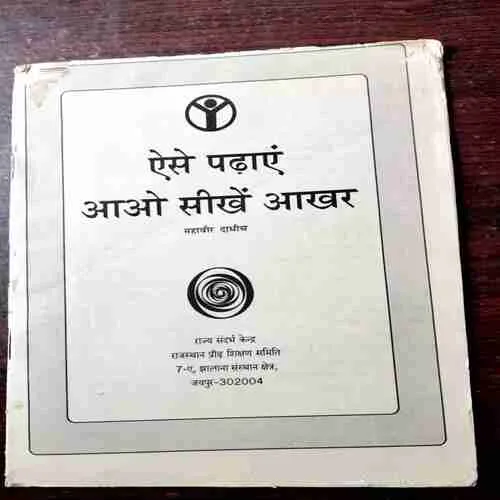 ऐसे पढ़ाएं
आओ सीखें आखर
महावीर दाधीच
राज्य संदर्भ केन्द्र
राजस्थान प्रौढ़ शिक्षण समिति
7-ए, झालाना संस्थान क्षेत्र,
जयपुर-302004